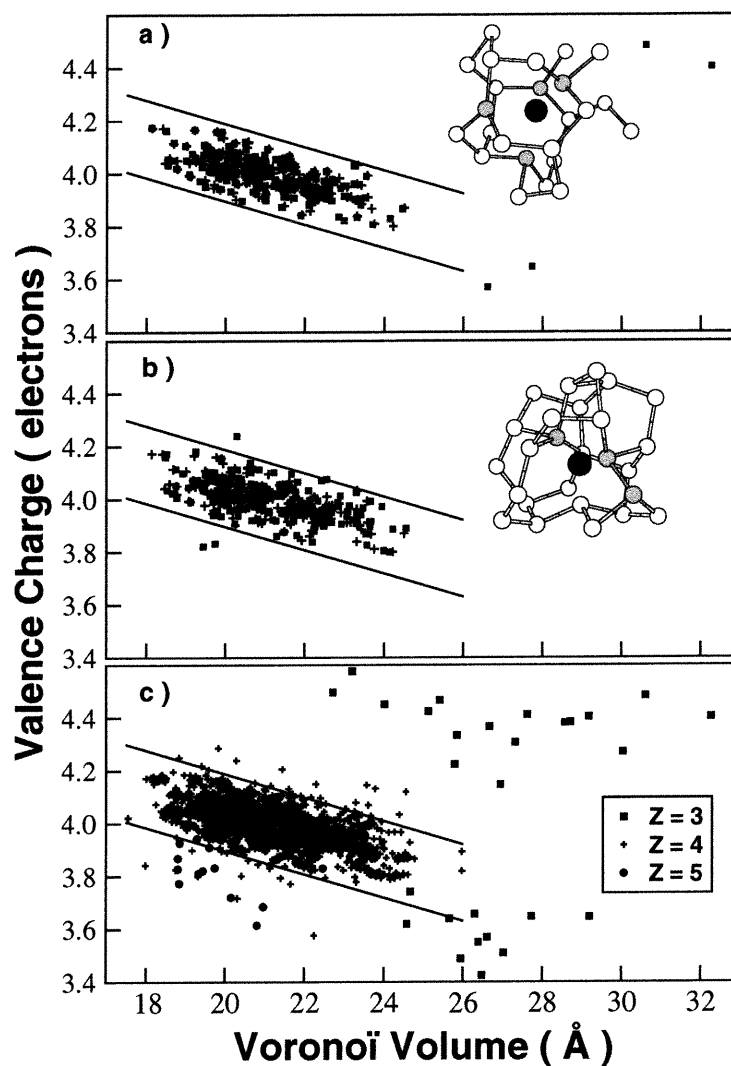 a )
4.4
4.2
4.0
3.8
3.6
3.4
b )
4.4
4.2
4.0
3.8
3.6
3.4
c )
4.4
4.2
4.0
3.8
3.6
3.4
Z = 3
Z = 4
Z = 5
18 20 22 24 26 28 30 32
Valence Charge ( electrons )
Voronoï Volume ( Å )